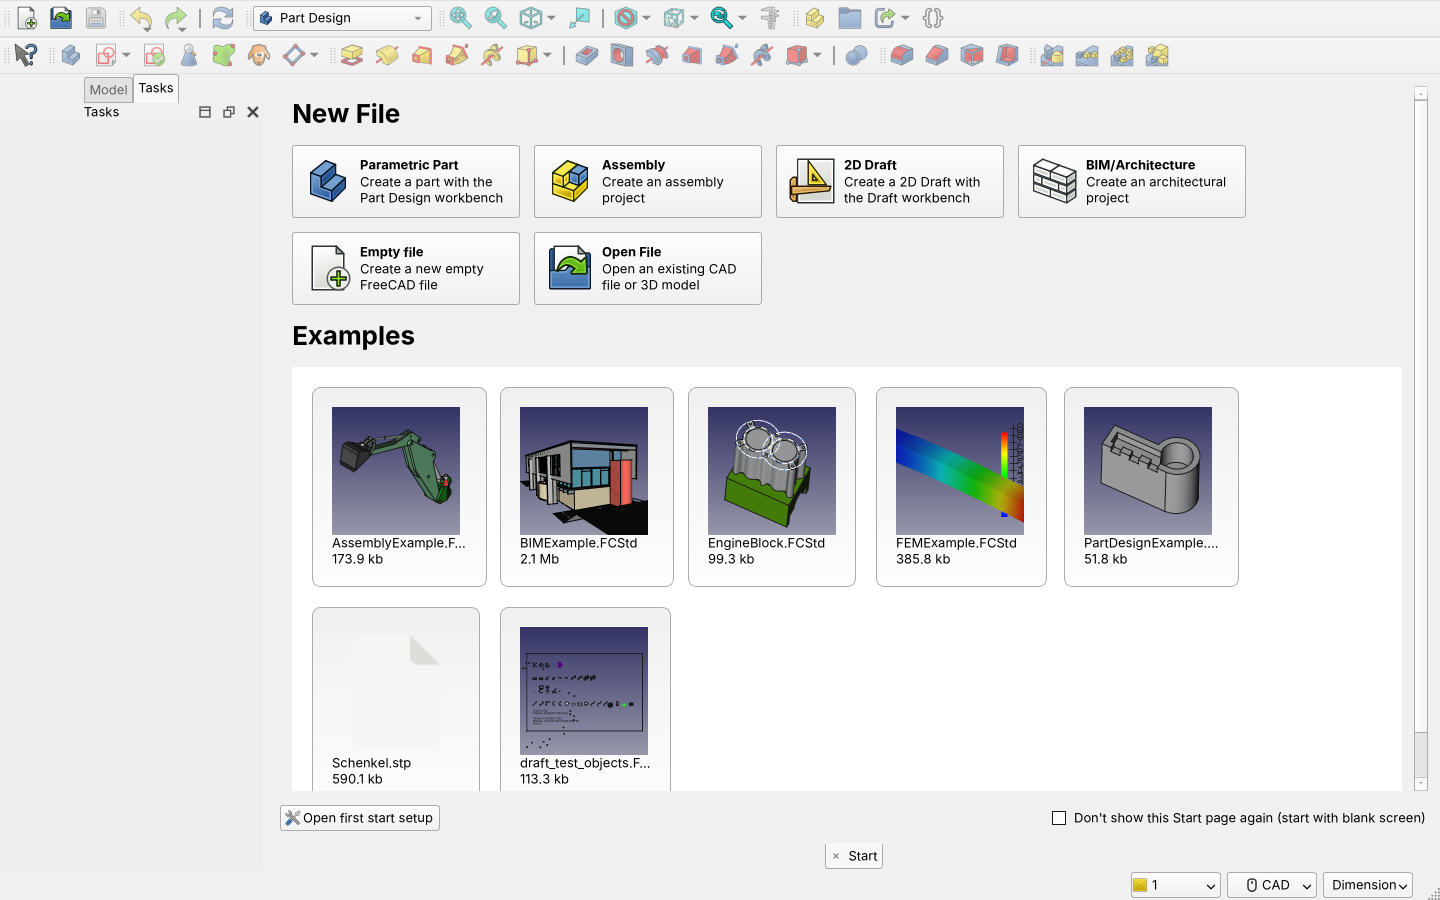 Part Design
Model
Tasks
Tasks
New File
Parametric Part
Create a part with the
Part Design workbench
Assembly
Create an assembly
project
2D Draft
Create a 2D Draft with
the Draft workbench
BIM/Architecture
Create an architectural
project
Empty file
Create a new empty
FreeCAD file
Open File
Open an existing CAD
file or 3D model
Examples
AssemblyExample.F...
173.9 kb
BIMExample.FCStd
2.1 Mb
EngineBlock.FCStd
99.3 kb
FEMExample.FCStd
385.8 kb
PartDesignExample....
51.8 kb
Schenkel.stp
590.1 kb
draft_test_objects.F...
113.3 kb
Open first start setup
Don't show this Start page again (start with blank screen)
Start
1
CAD
Dimension